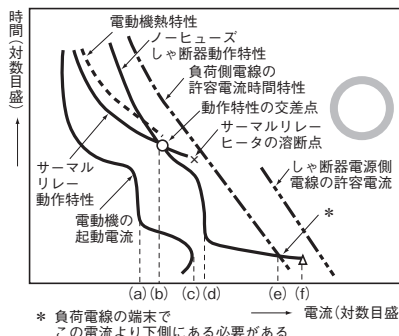 時間(対数目盛)
電動機熱特性
ノーヒューズ
しゃ断器動作特性
負荷側電線の
許容電流時間特性
動作特性の交差点
サーマルリレー
ヒータの溶断点
サーマル
リレー
動作特性
しゃ断器電源側
電線の許容電流
電動機の
起動電流
*
(a) (b) (c) (d) (e) (f)
電流(対数目盛
* 負荷電線の端末で
この電流より下側にある必要がある